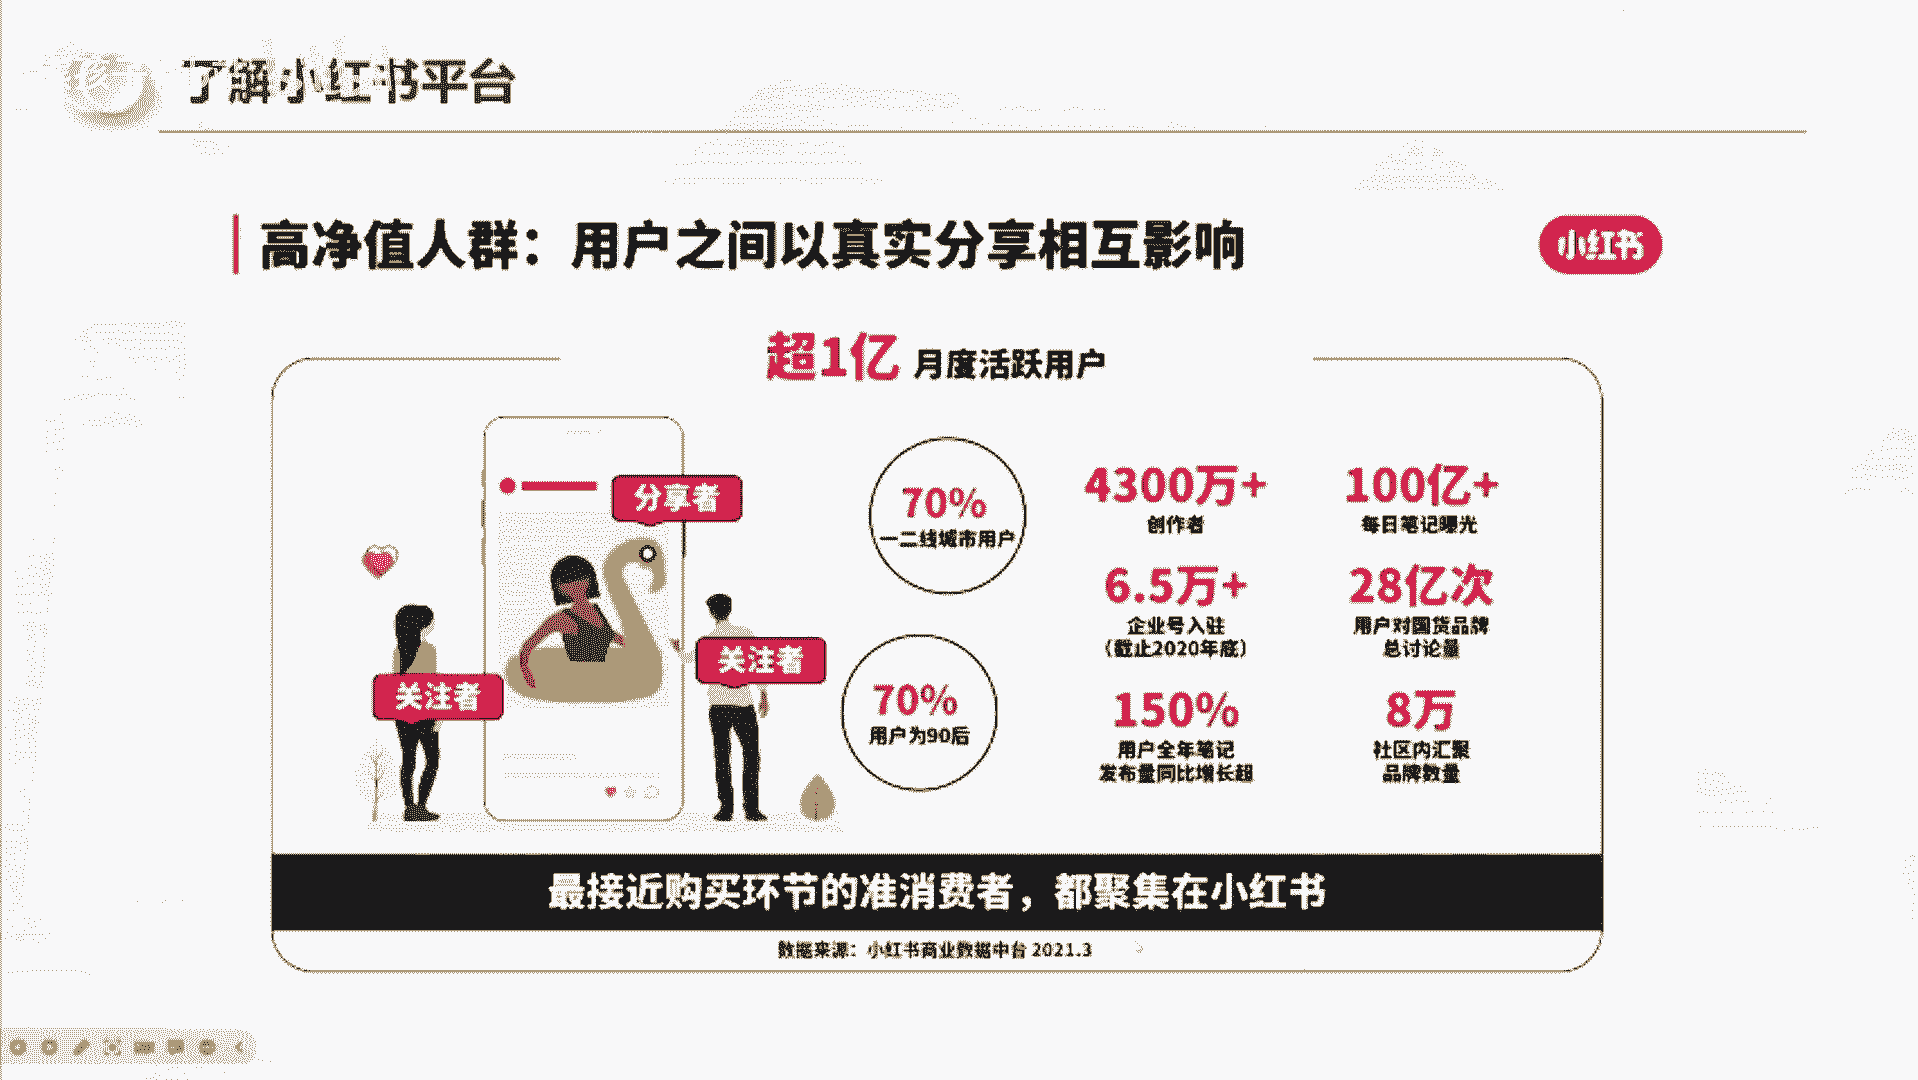 了解小红书平台
高净值人群：用户之间以真实分享相互影响
小红书
超1亿 月度活跃用户
分享者
关注者
关注者
70%
一二线城市用户
70%
用户为90后
4300万+
创作者
100亿+
每日笔记曝光
6.5万+
企业号入驻
（截止2020年底）
28亿次
用户对国货品牌
总讨论量
150%
用户全年笔记
发布量同比增长超
8万
社区内汇聚
品牌数量
最接近购买环节的准消费者，都聚集在小红书
数据来源：小红书商业数据中台 2021.3